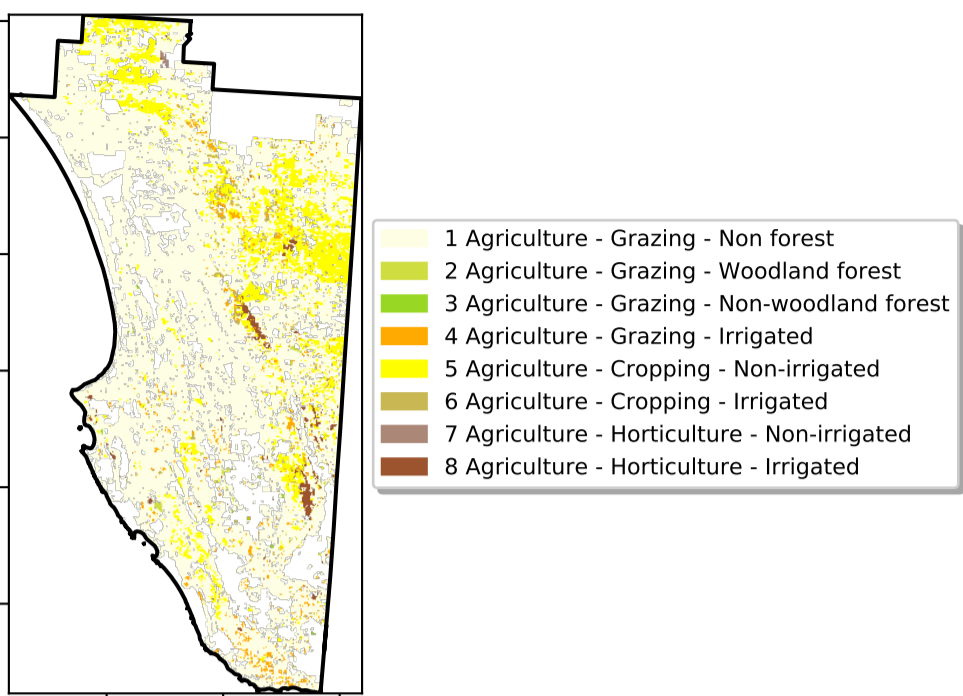 1 Agriculture - Grazing - Non forest
2 Agriculture - Grazing - Woodland forest
3 Agriculture - Grazing - Non-woodland forest
4 Agriculture - Grazing - Irrigated
5 Agriculture - Cropping - Non-irrigated
6 Agriculture - Cropping - Irrigated
7 Agriculture - Horticulture - Non-irrigated
8 Agriculture - Horticulture - Irrigated